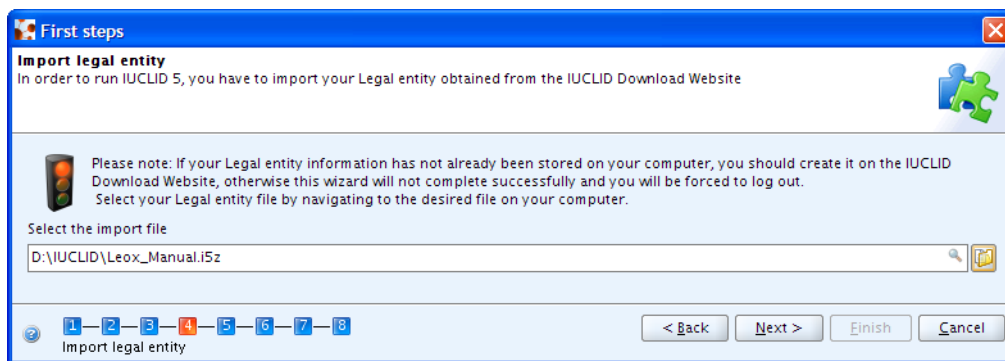 First steps
Import legal entity
In order to run IUCLID 5, you have to import your Legal entity obtained from the IUCLID Download Website
Please note: If your Legal entity information has not already been stored on your computer, you should create it on the IUCLID
Download Website, otherwise this wizard will not complete successfully and you will be forced to log out.
Select your Legal entity file by navigating to the desired file on your computer.
Select the import file
D:\IUCLID\Leox_Manual.i5z
1 2 3 4 5 6 7 8
< Back Next > Finish Cancel
Import legal entity